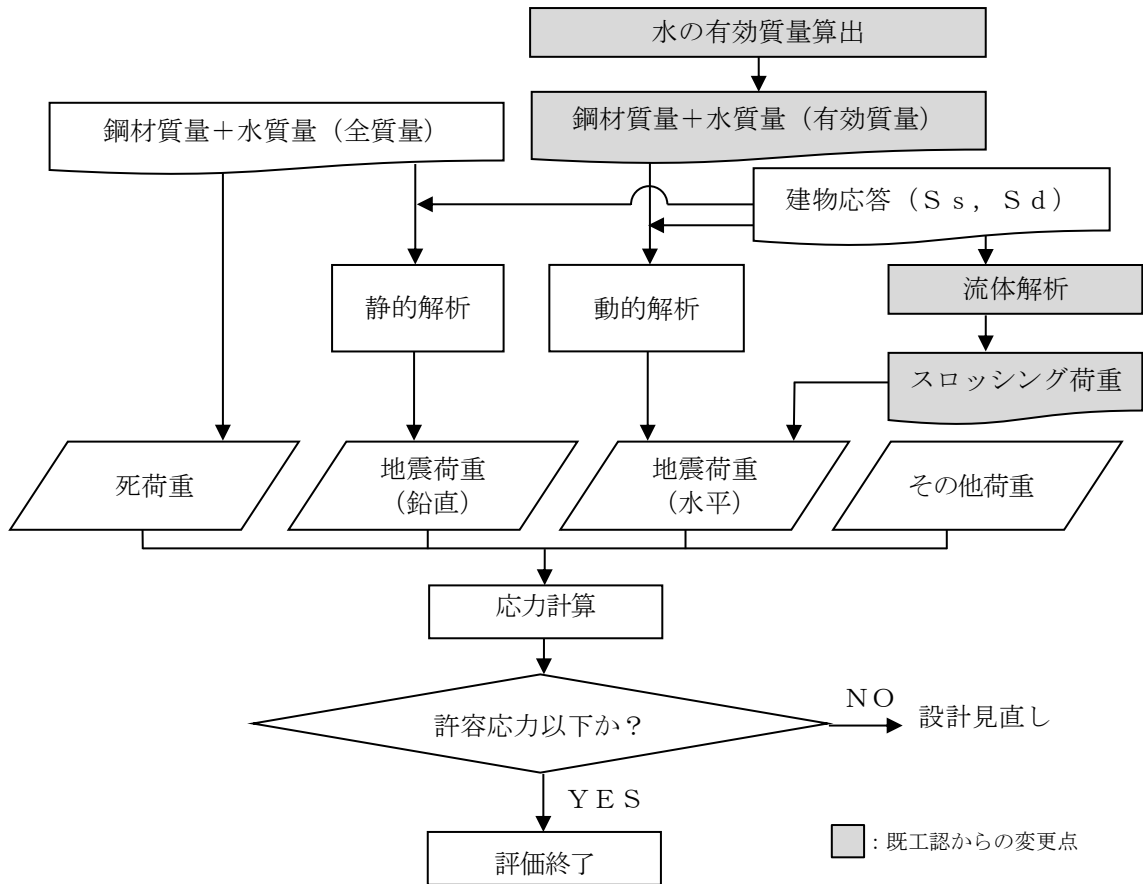 水の有効質量算出
鋼材質量＋水質量（全質量）
鋼材質量＋水質量（有効質量）
建物応答（Ｓｓ，Ｓｄ）
静的解析
動的解析
流体解析
スロッシング荷重
死荷重
地震荷重
（鉛直）
地震荷重
（水平）
その他荷重
応力計算
許容応力以下か？
ＮＯ
設計見直し
ＹＥＳ
評価終了
：既工認からの変更点